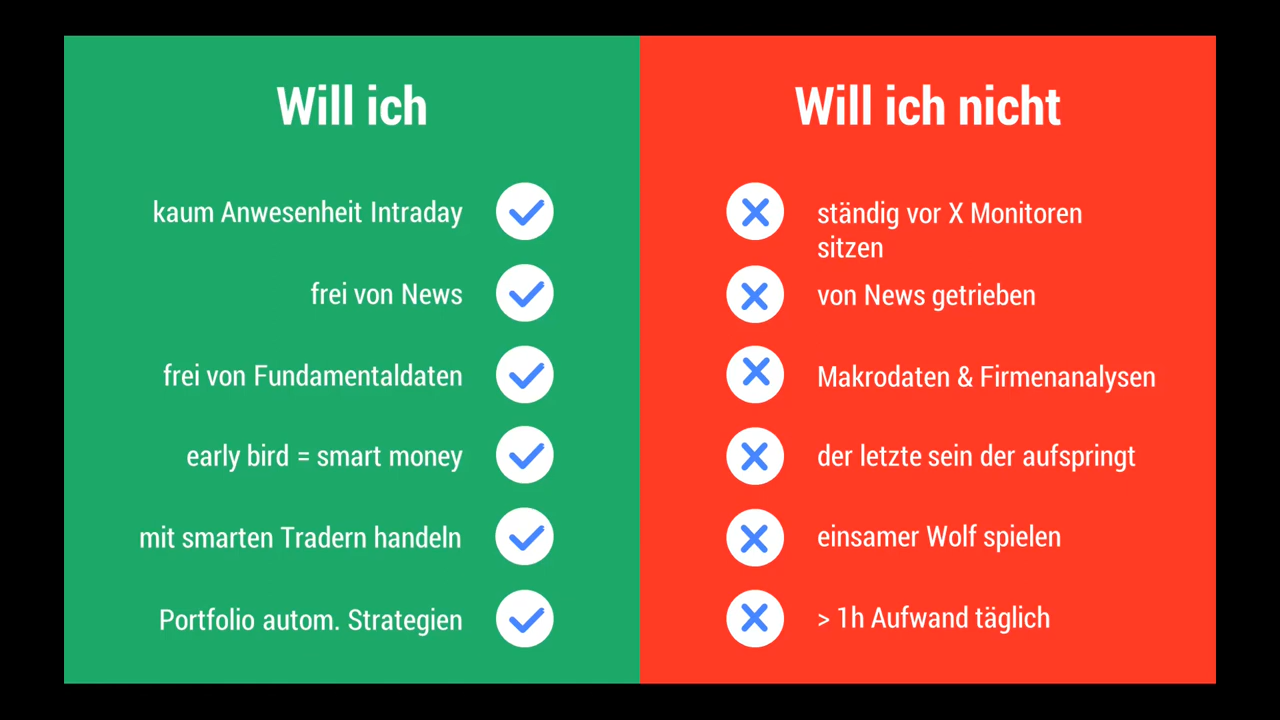 Will ich
kaum Anwesenheit Intraday
frei von News
frei von Fundamentaldaten
early bird = smart money
mit smarten Tradern handeln
Portfolio autom. Strategien
Will ich nicht
ständig vor X Monitoren
sitzen
von News getrieben
Makrodaten & Firmenanalysen
der letzte sein der aufspringt
einsamer Wolf spielen
> 1h Aufwand täglich